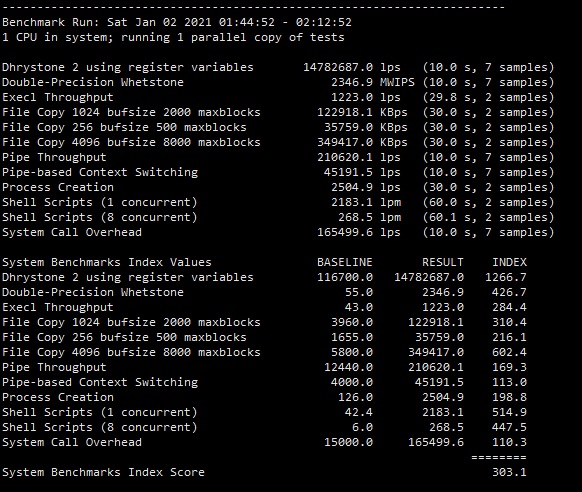 ------------------------------------------------------------------------
Benchmark Run: Sat Jan 02 2021 01:44:52 - 02:12:52
1 CPU in system; running 1 parallel copy of tests

Dhrystone 2 using register variables       14782687.0 lps   (10.0 s, 7 samples)
Double-Precision Whetstone                     2346.9 MWIPS (10.0 s, 7 samples)
Execl Throughput                               1223.0 lps   (29.8 s, 2 samples)
File Copy 1024 bufsize 2000 maxblocks        122918.1 KBps  (30.0 s, 2 samples)
File Copy 256 bufsize 500 maxblocks           35759.0 KBps  (30.0 s, 2 samples)
File Copy 4096 bufsize 8000 maxblocks        349417.0 KBps  (30.0 s, 2 samples)
Pipe Throughput                              210620.1 lps   (10.0 s, 7 samples)
Pipe-based Context Switching                  45191.5 lps   (10.0 s, 7 samples)
Process Creation                               2504.9 lps   (30.0 s, 2 samples)
Shell Scripts (1 concurrent)                   2183.1 lpm   (60.0 s, 2 samples)
Shell Scripts (8 concurrent)                    268.5 lpm   (60.1 s, 2 samples)
System Call Overhead                         165499.6 lps   (10.0 s, 7 samples)

System Benchmarks Index Values               BASELINE       RESULT    INDEX
Dhrystone 2 using register variables         116700.0   14782687.0   1266.7
Double-Precision Whetstone                       55.0       2346.9    426.7
Execl Throughput                                 43.0       1223.0    284.4
File Copy 1024 bufsize 2000 maxblocks          3960.0     122918.1    310.4
File Copy 256 bufsize 500 maxblocks            1655.0      35759.0    216.1
File Copy 4096 bufsize 8000 maxblocks          5800.0     349417.0    602.4
Pipe Throughput                               12440.0     210620.1    169.3
Pipe-based Context Switching                   4000.0      45191.5    113.0
Process Creation                                126.0       2504.9    198.8
Shell Scripts (1 concurrent)                     42.4       2183.1    514.9
Shell Scripts (8 concurrent)                      6.0        268.5    447.5
System Call Overhead                          15000.0     165499.6    110.3
                                                                   ========
System Benchmarks Index Score                                         303.1